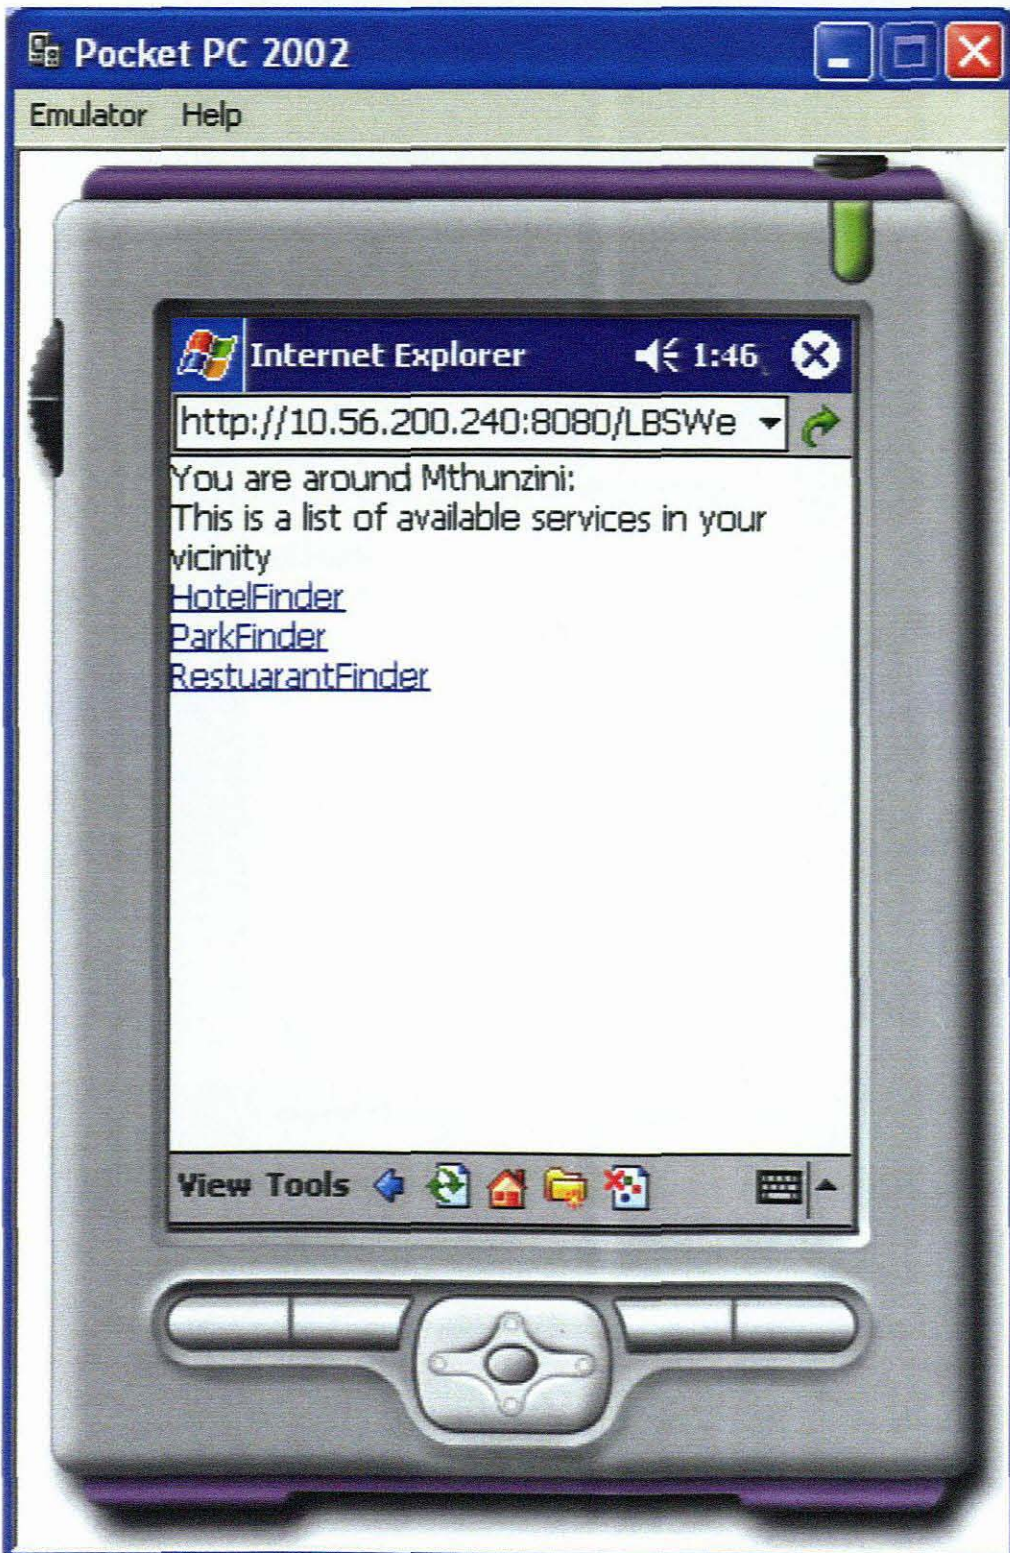 Pocket PC 2002
Emulator Help
Internet Explorer 1:46
http://10.56.200.240:8080/LBSWe
You are around Mthunzini:
This is a list of available services in your
vicinity
HotelFinder
ParkFinder
RestuarantFinder
View Tools